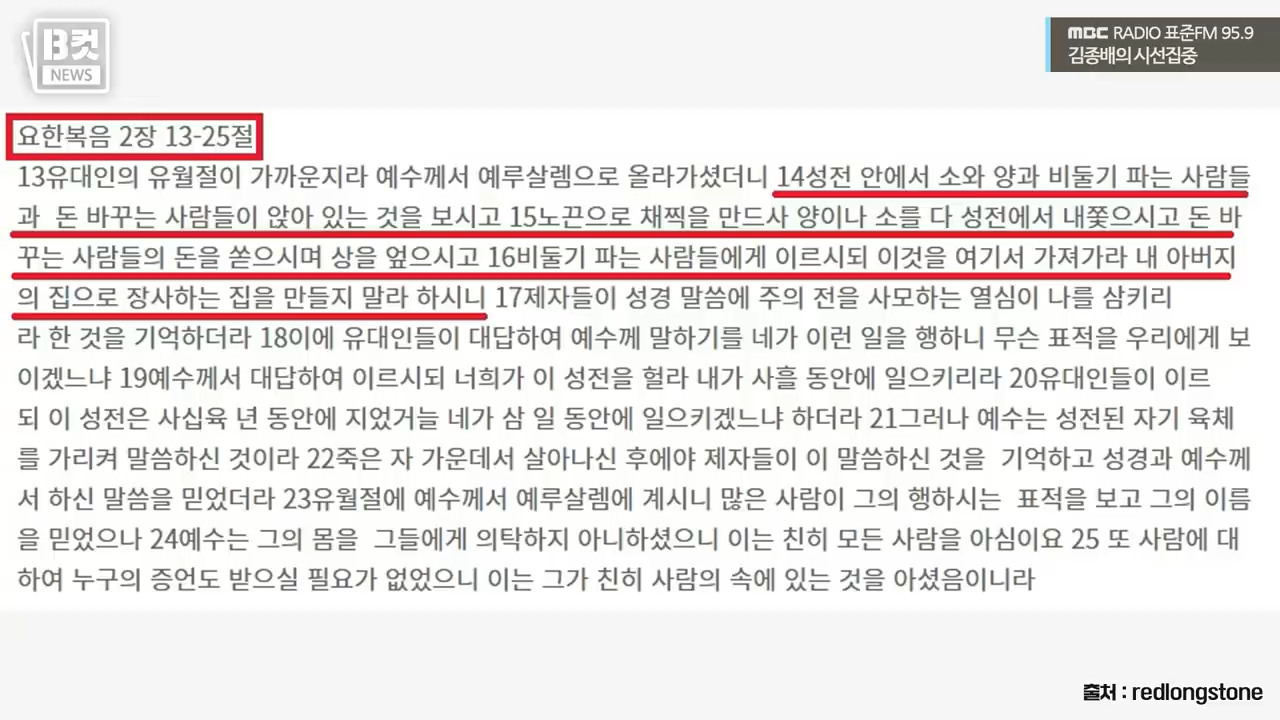 B컷
NEWS
MBC RADIO 표준FM 95.9
김종배의 시선집중
요한복음 2장 13-25절
13유대인의 유월절이 가까운지라 예수께서 예루살렘으로 올라가셨더니 14성전 안에서 소와 양과 비둘기 파는 사람들
과 돈 바꾸는 사람들이 앉아 있는 것을 보시고 15노끈으로 채찍을 만드사 양이나 소를 다 성전에서 내쫓으시고 돈 바
꾸는 사람들의 돈을 쏟으시며 상을 엎으시고 16비둘기 파는 사람들에게 이르시되 이것을 여기서 가져가라 내 아버지
의 집으로 장사하는 집을 만들지 말라 하시니 17제자들이 성경 말씀에 주의 전을 사모하는 열심이 나를 삼키리
라 한 것을 기억하더라 18이에 유대인들이 대답하여 예수께 말하기를 네가 이런 일을 행하니 무슨 표적을 우리에게 보
이겠느냐 19예수께서 대답하여 이르시되 너희가 이 성전을 헐라 내가 사흘 동안에 일으키리라 20유대인들이 이르
되 이 성전은 사십육 년 동안에 지었거늘 네가 삼 일 동안에 일으키겠느냐 하더라 21그러나 예수는 성전된 자기 육체
를 가리켜 말씀하신 것이라 22죽은 자 가운데서 살아나신 후에야 제자들이 이 말씀하신 것을 기억하고 성경과 예수께
서 하신 말씀을 믿었더라 23유월절에 예수께서 예루살렘에 계시니 많은 사람이 그의 행하시는 표적을 보고 그의 이름
을 믿었으나 24예수는 그의 몸을 그들에게 의탁하지 아니하셨으니 이는 친히 모든 사람을 아심이요 25 또 사람에 대
하여 누구의 증언도 받으실 필요가 없었으니 이는 그가 친히 사람의 속에 있는 것을 아셨음이니라
출처 : redlongstone